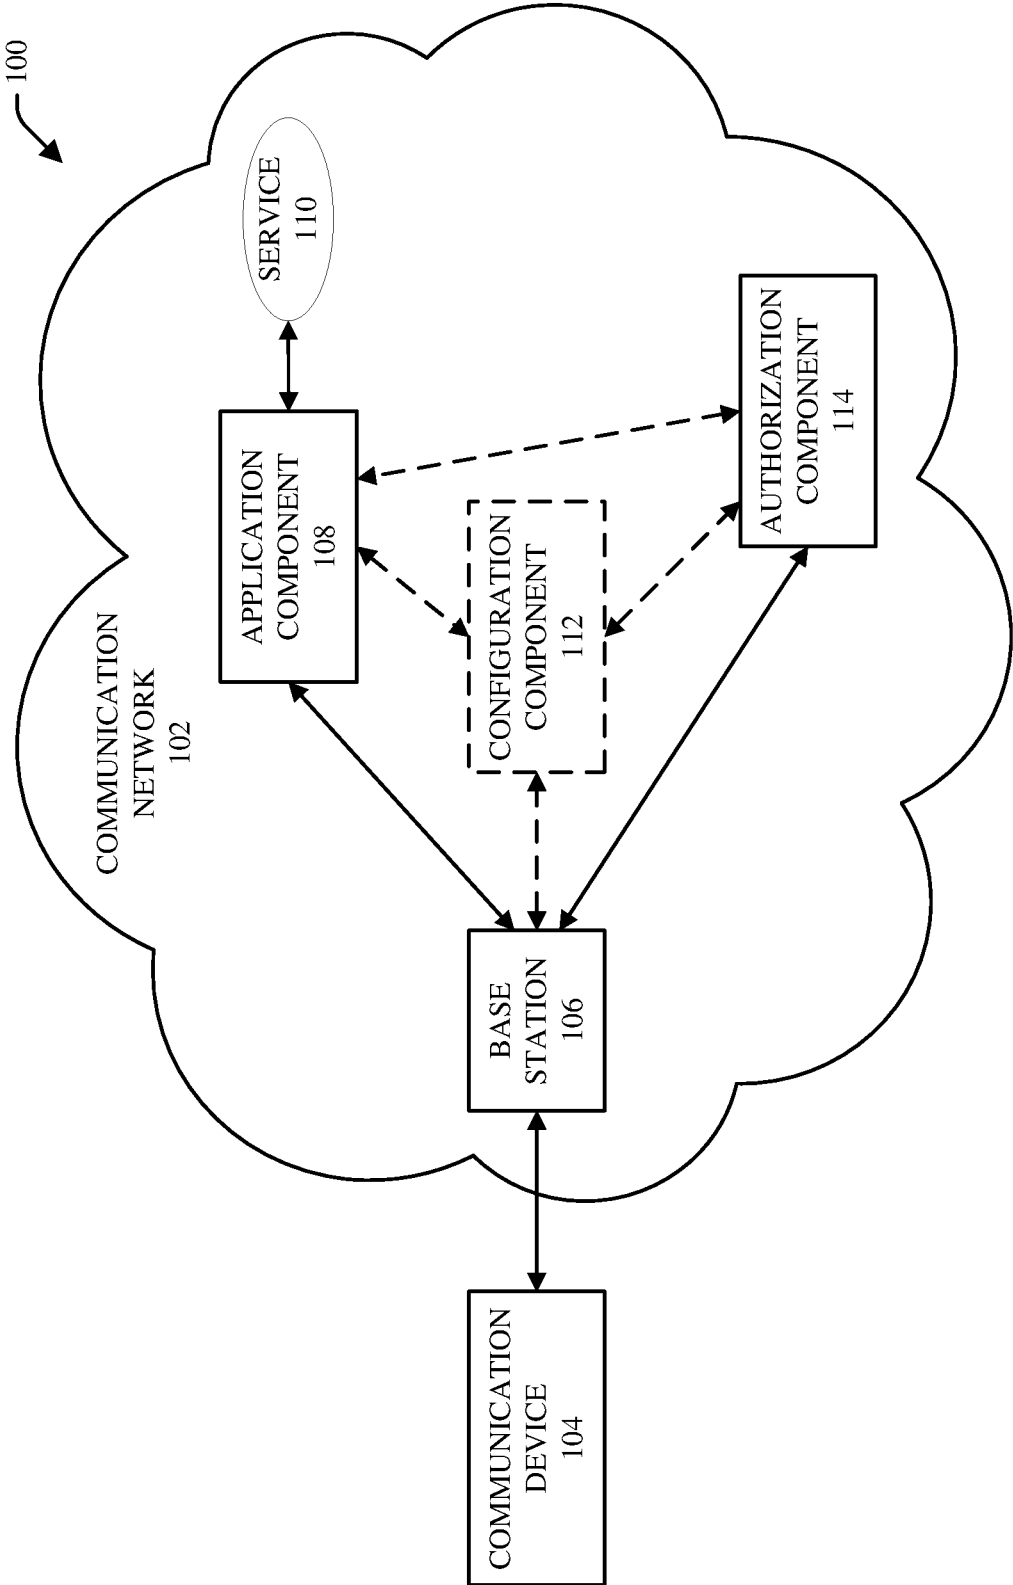 100
COMMUNICATION
NETWORK
102
SERVICE
110
APPLICATION
COMPONENT
108
CONFIGURATION
COMPONENT
112
AUTHORIZATION
COMPONENT
114
BASE
STATION
106
COMMUNICATION
DEVICE
104